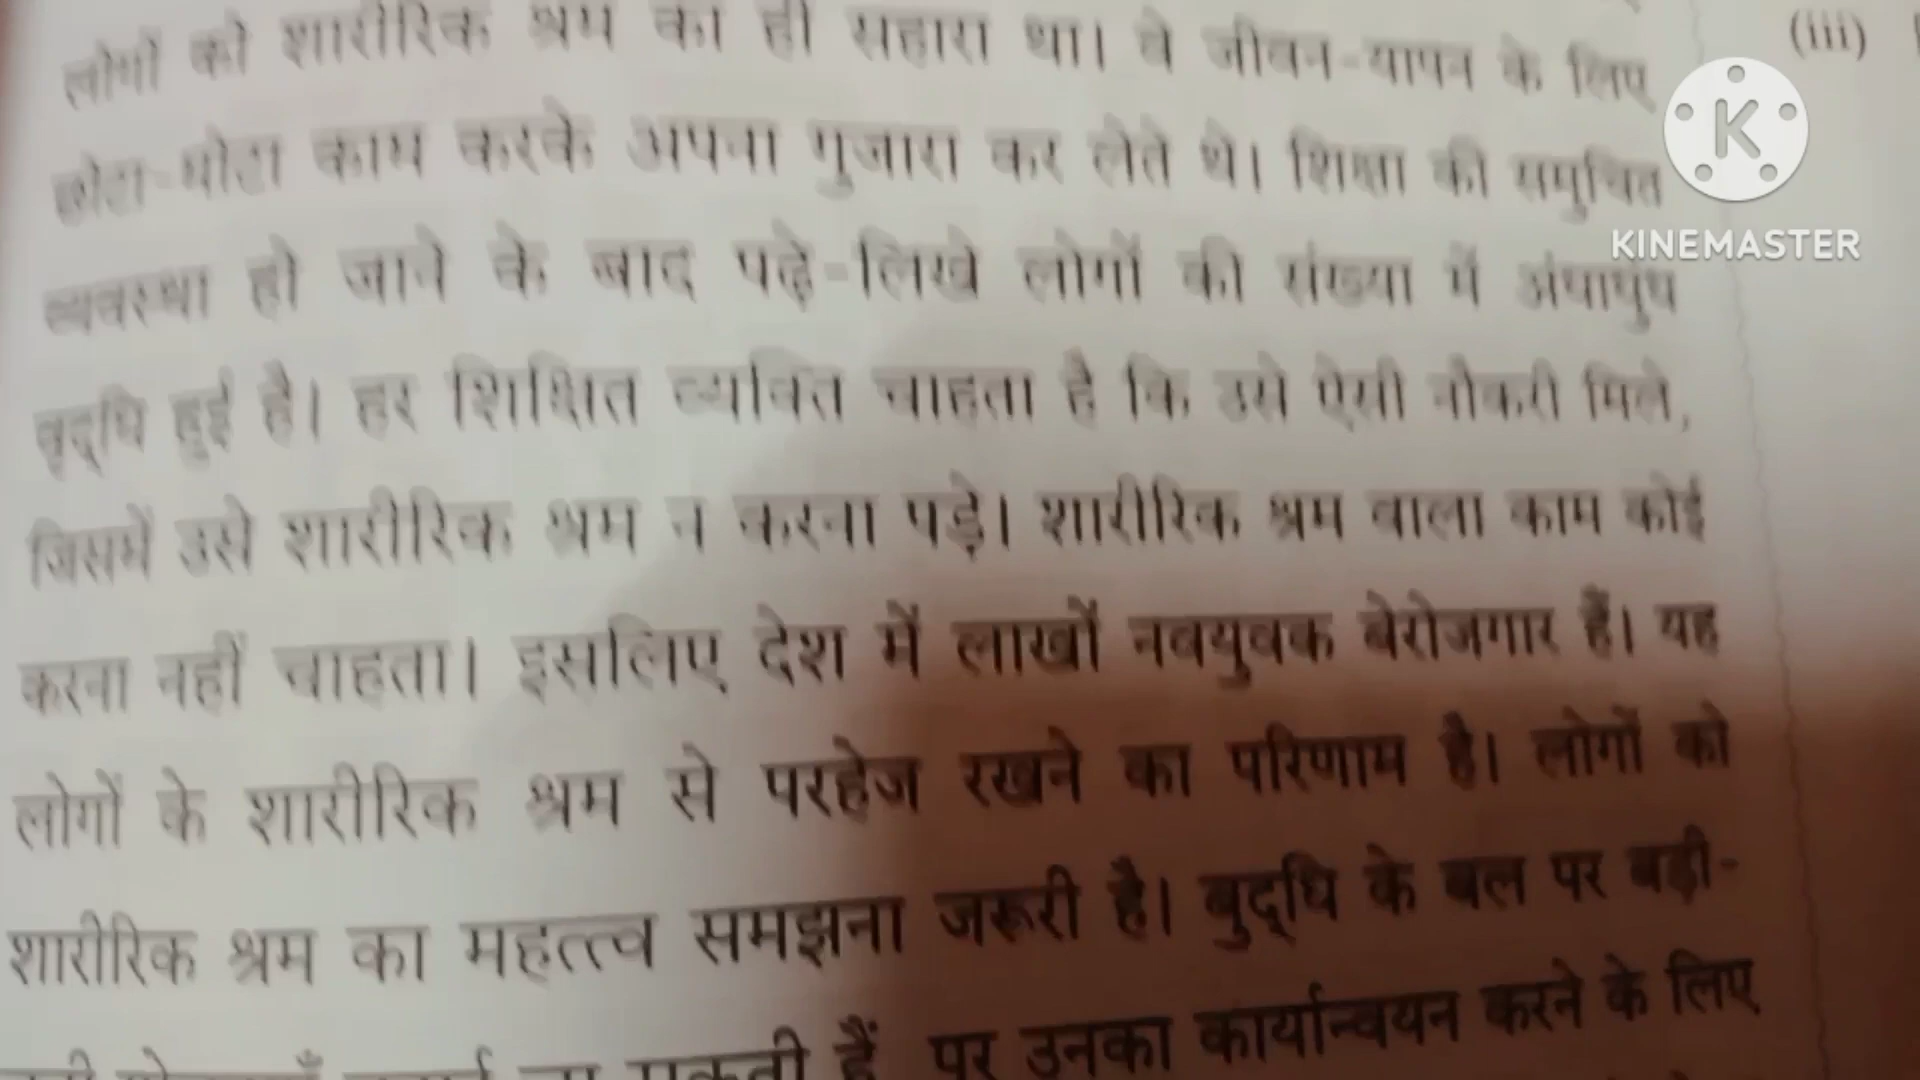 लोगों को शारीरिक श्रम का ही सहारा था। वे जीवन-यापन के लिए
छोटा-मोटा काम करके अपना गुजारा कर लेते थे। शिक्षा की समुचित
व्यवस्था हो जाने के बाद पढ़े-लिखे लोगों की संख्या में अंधाधुंध
वृद्धि हुई है। हर शिक्षित व्यक्ति चाहता है कि उसे ऐसी नौकरी मिले,
जिसमें उसे शारीरिक श्रम न करना पड़े। शारीरिक श्रम वाला काम कोई
करना नहीं चाहता। इसलिए देश में लाखों नवयुवक बेरोजगार हैं। यह
लोगों के शारीरिक श्रम से परहेज रखने का परिणाम है। लोगों को
शारीरिक श्रम का महत्त्व समझना जरूरी है। बुद्धि के बल पर बड़ी-
सकती हैं पर उनका कार्यान्वयन करने के लिए
(iii)
KINEMASTER